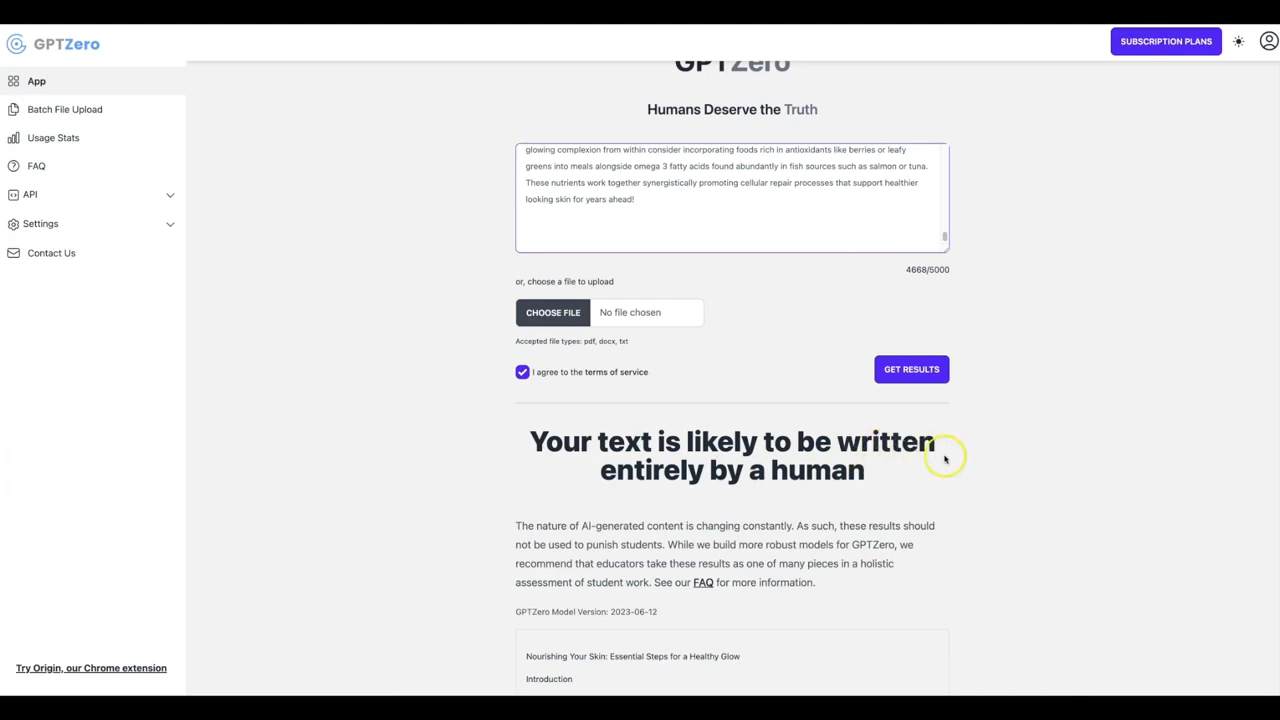 GPTZero
SUBSCRIPTION PLANS
App
Batch File Upload
Usage Stats
FAQ
API
Settings
Contact Us
Try Origin, our Chrome extension
GPTZero
Humans Deserve the Truth
glowing complexion from within consider incorporating foods rich in antioxidants like berries or leafy
greens into meals alongside omega 3 fatty acids found abundantly in fish sources such as salmon or tuna.
These nutrients work together synergistically promoting cellular repair processes that support healthier
looking skin for years ahead!
4668/5000
or, choose a file to upload
CHOOSE FILE No file chosen
Accepted file types: pdf, docx, txt
I agree to the terms of service
GET RESULTS
Your text is likely to be written
entirely by a human
The nature of AI-generated content is changing constantly. As such, these results should
not be used to punish students. While we build more robust models for GPTZero, we
recommend that educators take these results as one of many pieces in a holistic
assessment of student work. See our FAQ for more information.
GPTZero Model Version: 2023-06-12
Nourishing Your Skin: Essential Steps for a Healthy Glow
Introduction